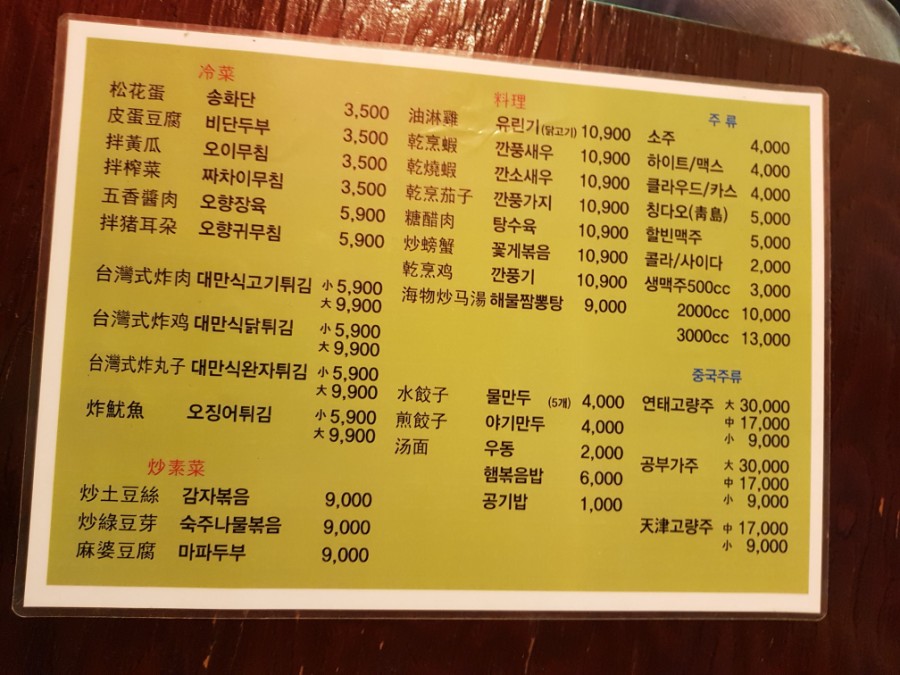 冷菜
松花蛋 송화단 3,500
皮蛋豆腐 비단두부 3,500
拌黃瓜 오이무침 3,500
拌榨菜 짜차이무침 3,500
五香醬肉 오향장육 5,900
拌猪耳朶 오향귀무침 5,900
台灣式炸肉 대만식고기튀김 小 5,900
大 9,900
台灣式炸鸡 대만식닭튀김 小 5,900
大 9,900
台灣式炸丸子 대만식완자튀김 小 5,900
大 9,900
炸魷魚 오징어튀김 小 5,900
大 9,900
炒素菜
炒土豆絲 감자볶음 9,000
炒綠豆芽 숙주나물볶음 9,000
麻婆豆腐 마파두부 9,000
料理
油淋雞 유린기(닭고기) 10,900
乾烹蝦 깐풍새우 10,900
乾燒蝦 깐소새우 10,900
乾烹茄子 깐풍가지 10,900
糖醋肉 탕수육 10,900
炒螃蟹 꽃게볶음 10,900
乾烹鸡 깐풍기 10,900
海物炒马湯 해물짬뽕탕 9,000
水餃子 물만두 (5개) 4,000
煎餃子 야기만두 4,000
汤面 우동 2,000
햄볶음밥 6,000
공기밥 1,000
주류
소주 4,000
하이트/맥스 4,000
클라우드/카스 4,000
칭다오(靑島) 5,000
할빈맥주 5,000
콜라/사이다 2,000
생맥주500cc 3,000
2000cc 10,000
3000cc 13,000
중국주류
연태고량주 大 30,000
中 17,000
小 9,000
공부가주 大 30,000
中 17,000
小 9,000
天津고량주 中 17,000
小 9,000